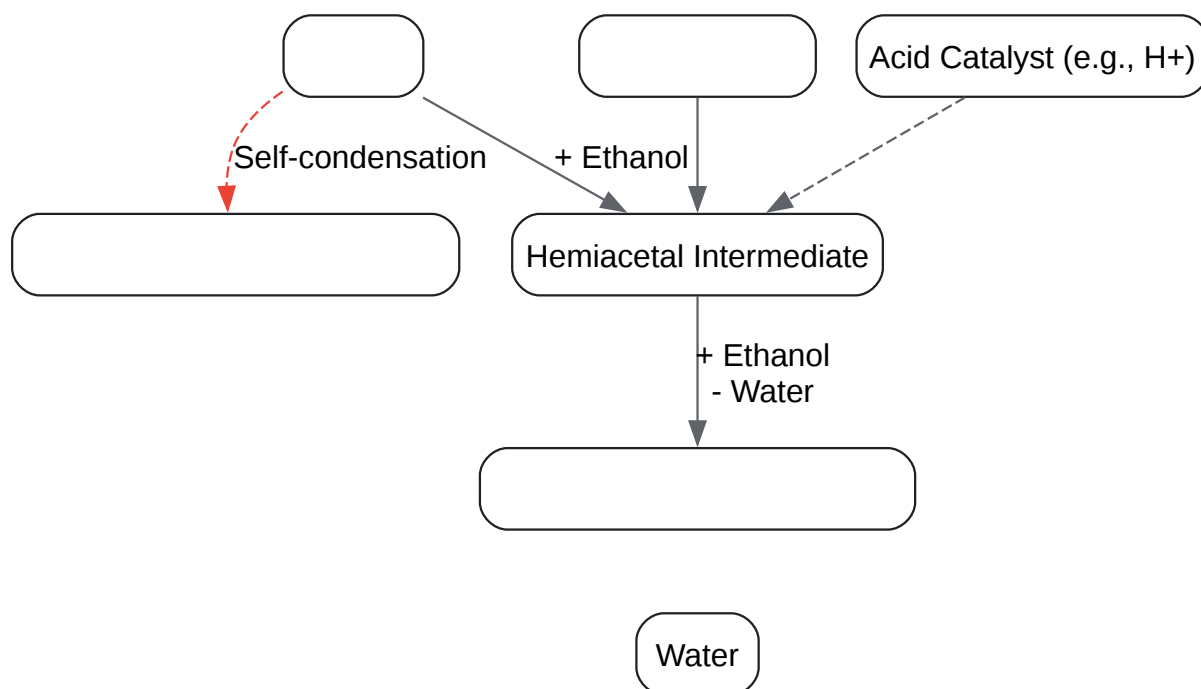 Acid Catalyst (e.g., H+)
Self-condensation
+ Ethanol
Hemiacetal Intermediate
+ Ethanol
- Water
Water